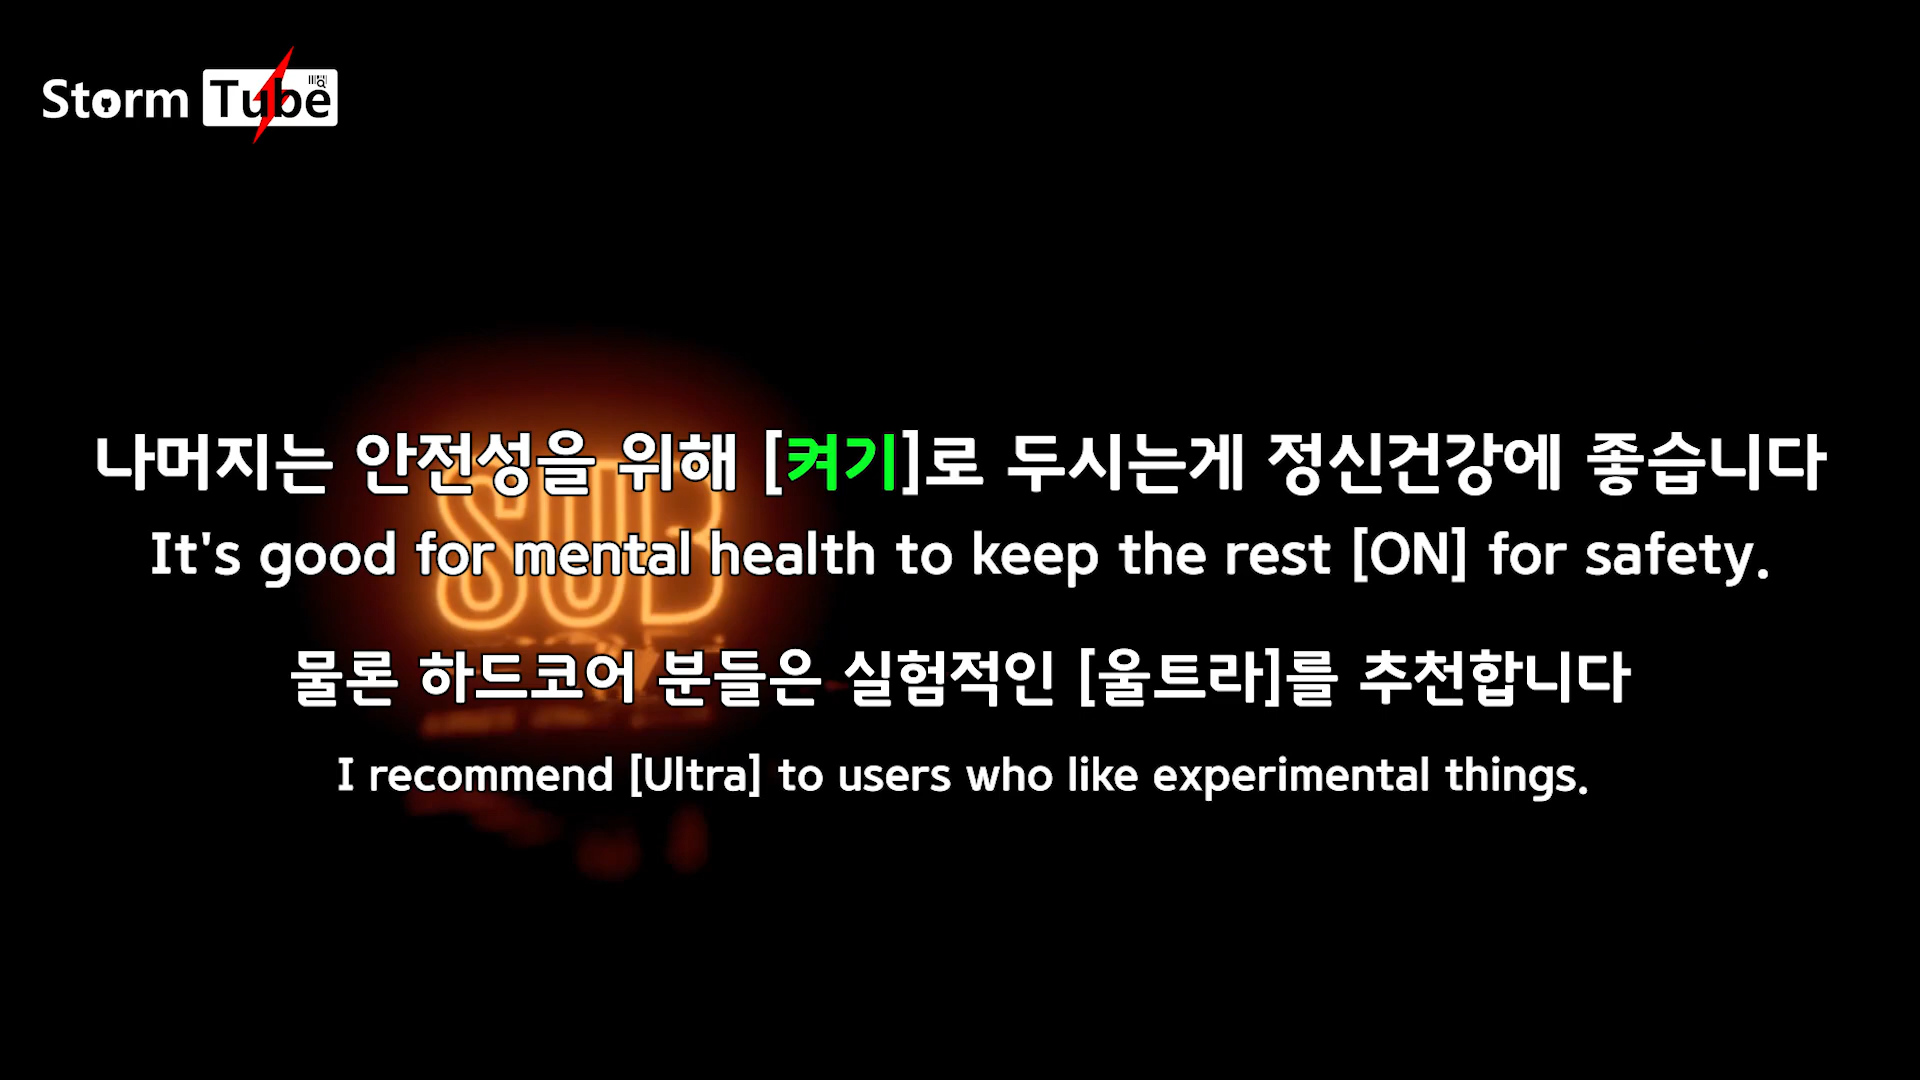 Storm Tube
나머지는 안전성을 위해 [켜기]로 두시는게 정신건강에 좋습니다
SUB
It's good for mental health to keep the rest [ON] for safety.
물론 하드코어 분들은 실험적인 [울트라]를 추천합니다
I recommend [Ultra] to users who like experimental things.